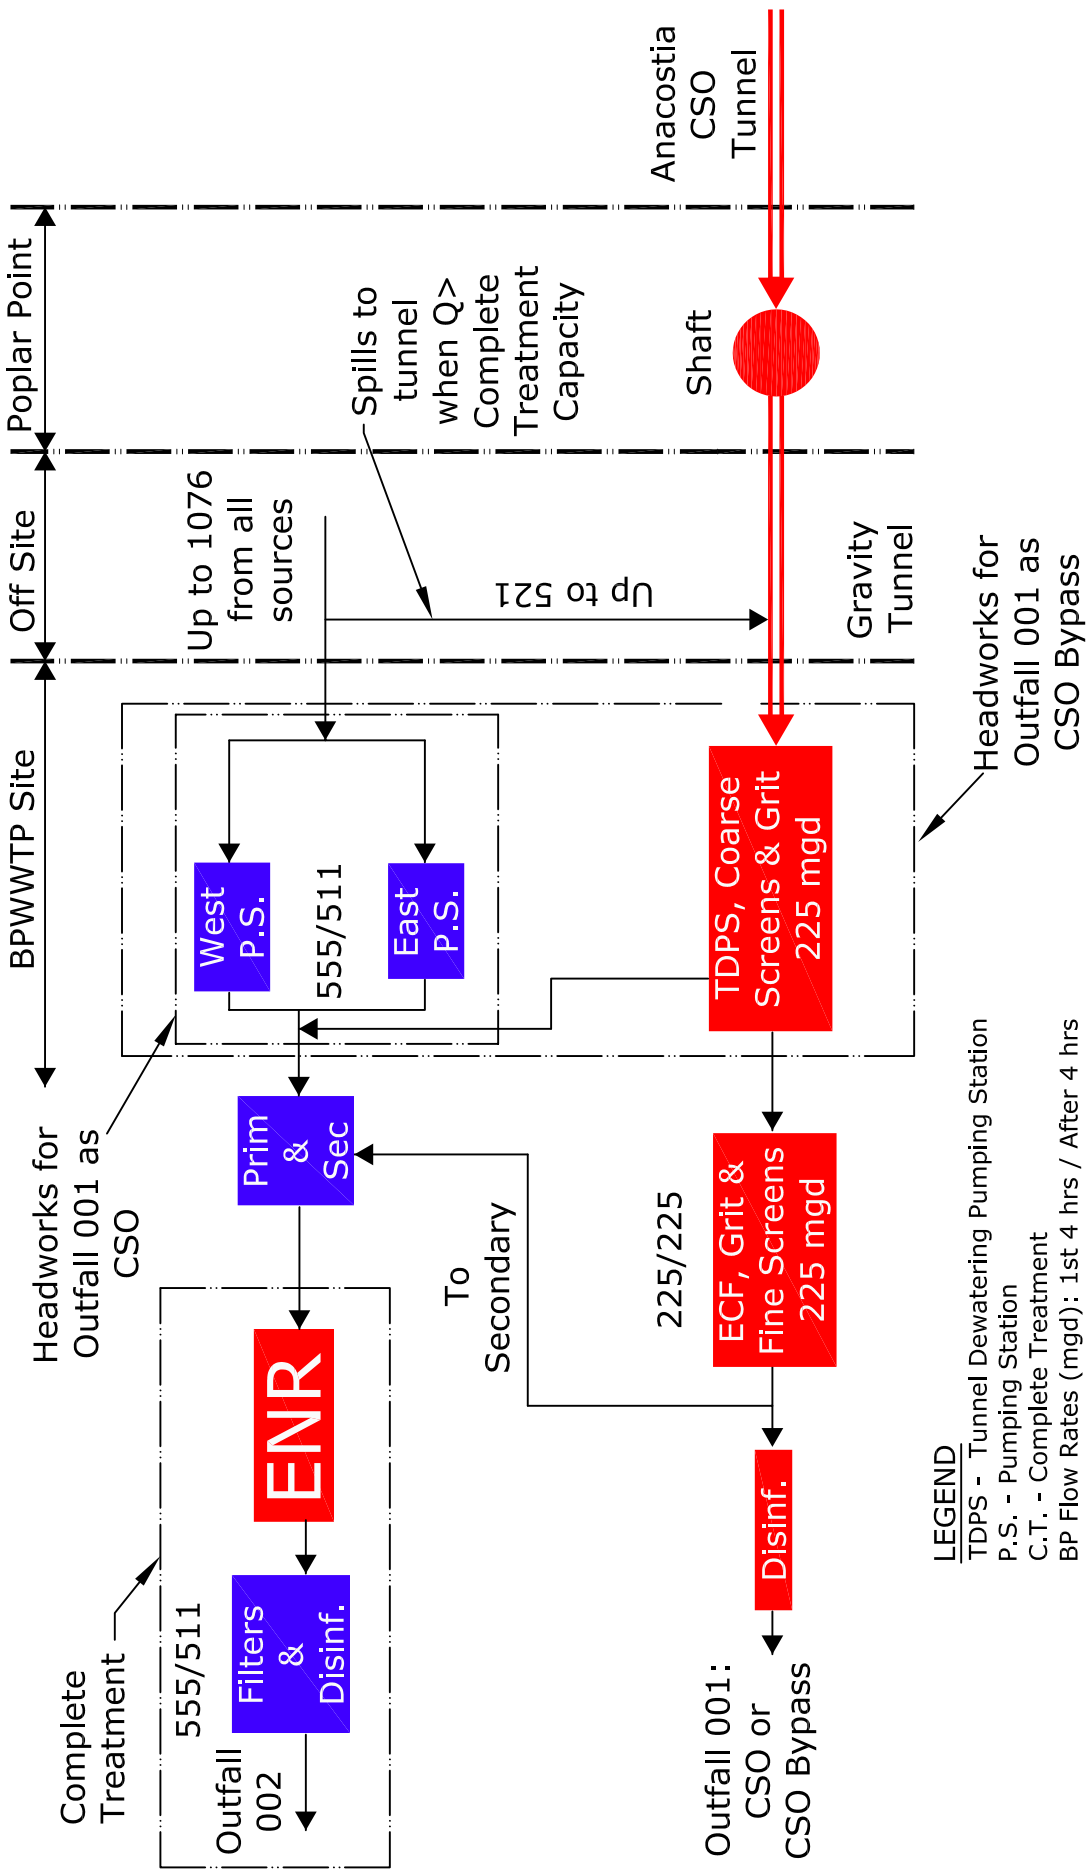 BPWWTP Site
Off Site
Poplar Point
Headworks for
Outfall 001 as
CSO
Up to 1076
from all
sources
Spills to
tunnel
when Q>
Complete
Treatment
Capacity
Up to 521
Anacostia
CSO
Tunnel
Shaft
Gravity
Tunnel
Headworks for
Outfall 001 as
CSO Bypass
West
P.S.
555/511
East
P.S.
TDPS, Coarse
Screens & Grit
225 mgd
Prim
&
Sec
To
Secondary
225/225
ECF, Grit &
Fine Screens
225 mgd
Complete
Treatment
555/511
ENR
Filters
&
Disinf.
Outfall
002
Disinf.
Outfall 001:
CSO or
CSO Bypass
LEGEND
TDPS - Tunnel Dewatering Pumping Station
P.S. - Pumping Station
C.T. - Complete Treatment
BP Flow Rates (mgd): 1st 4 hrs / After 4 hrs